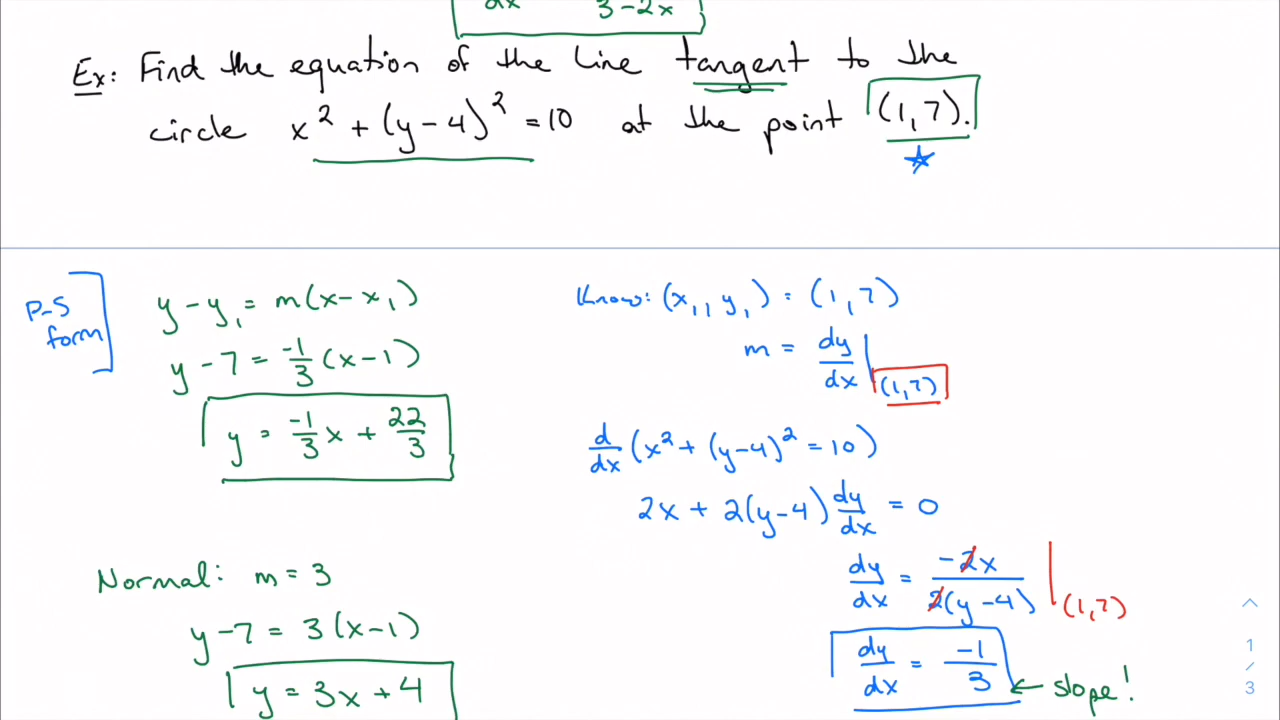 dx 3-2x
Ex: Find the equation of the line tangent to the
circle x² + (y-4)² = 10 at the point (1,7).
P-S
form
y - y₁ = m(x-x₁)
y - 7 = -1/3 (x-1)
y = -1/3 x + 22/3
Normal: m = 3
y-7 = 3(x-1)
y = 3x + 4
Know: (x₁, y₁) = (1,7)
m = dy/dx |(1,7)
d/dx (x² + (y-4)² = 10)
2x + 2(y-4) dy/dx = 0
dy/dx = -2x/2(y-4) |(1,7)
dy/dx = -1/3 ← slope!
1
/
3